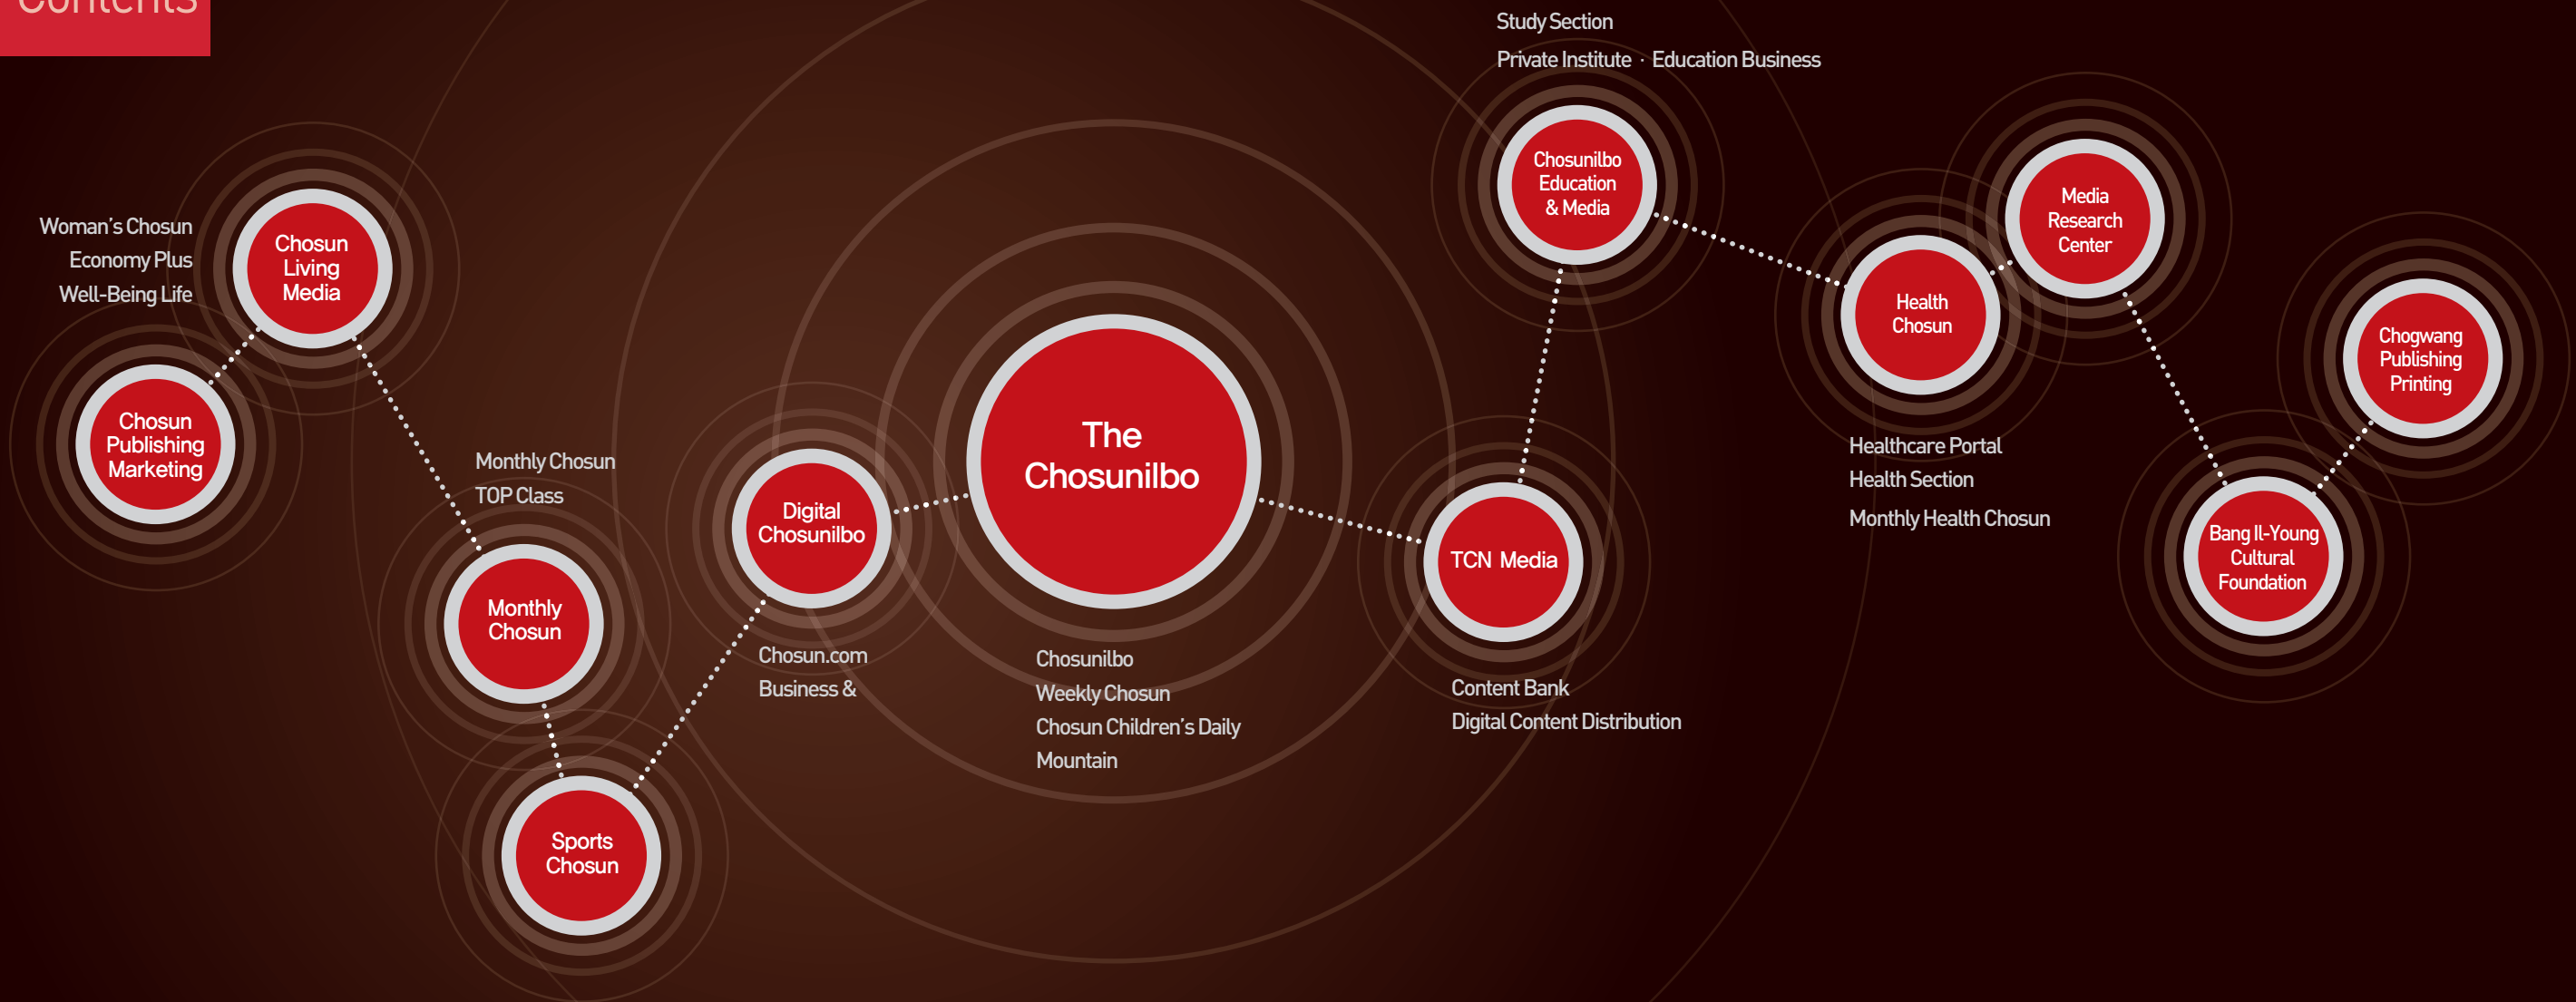 Contents
Study Section
Private Institute · Education Business
Chosunilbo
Education
& Media
Media
Research
Center
Woman's Chosun
Economy Plus
Well-Being Life
Chosun
Living
Media
Health
Chosun
Chogwang
Publishing
Printing
Chosun
Publishing
Marketing
Monthly Chosun
TOP Class
The
Chosunilbo
Digital
Chosunilbo
TCN Media
Healthcare Portal
Health Section
Monthly Health Chosun
Bang Il-Young
Cultural
Foundation
Monthly
Chosun
Chosun.com
Business &
Chosunilbo
Weekly Chosun
Chosun Children's Daily
Mountain
Content Bank
Digital Content Distribution
Sports
Chosun